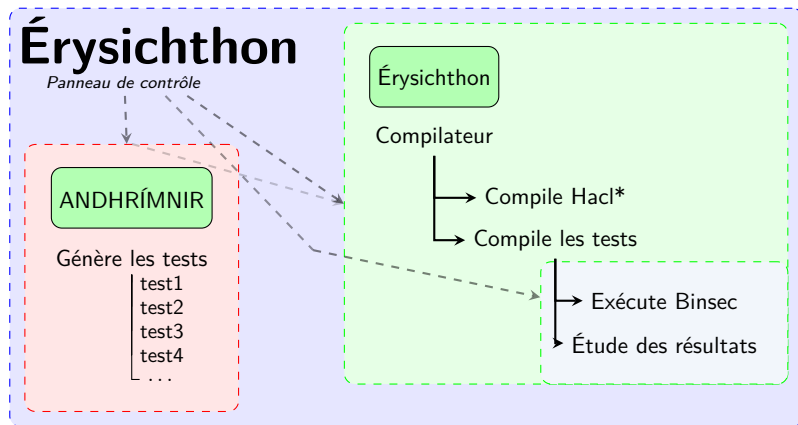 Érysichthon
Panneau de contrôle
ANDHRÍMNIR
Génère les tests
test1
test2
test3
test4
...
Érysichthon
Compilateur
Compile Hacl*
Compile les tests
Exécute Binsec
Étude des résultats